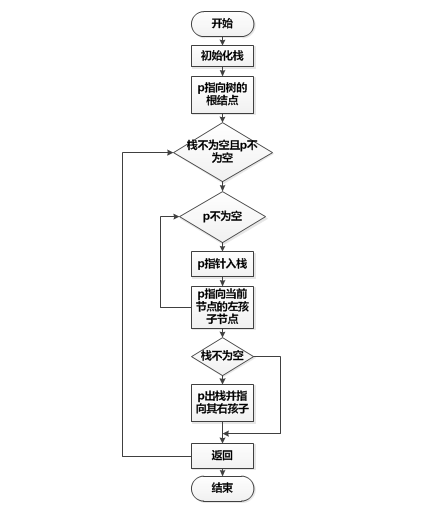 开始
初始化栈
p指向树的
根结点
栈不为空且p不
为空
p不为空
p指针入栈
p指向当前
节点的左孩
子节点
栈不为空
p出栈并指
向其右孩子
返回
结束